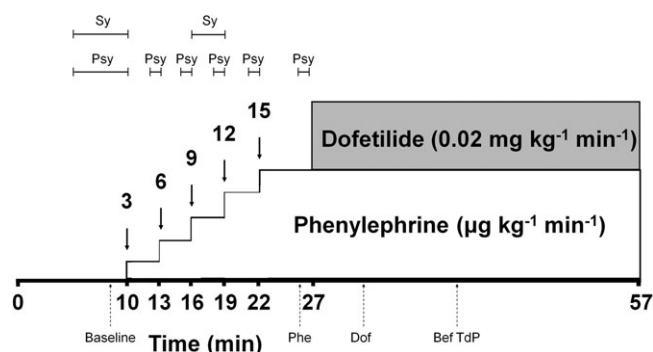 Sy Sy
Psy Psy Psy Psy Psy Psy
15
12
9
6
3
Dofetilide (0.02 mg kg⁻¹ min⁻¹)
Phenylephrine (µg kg⁻¹ min⁻¹)
0 10 13 16 19 22 27 57
Baseline Phe Dof Bef TdP
Time (min)